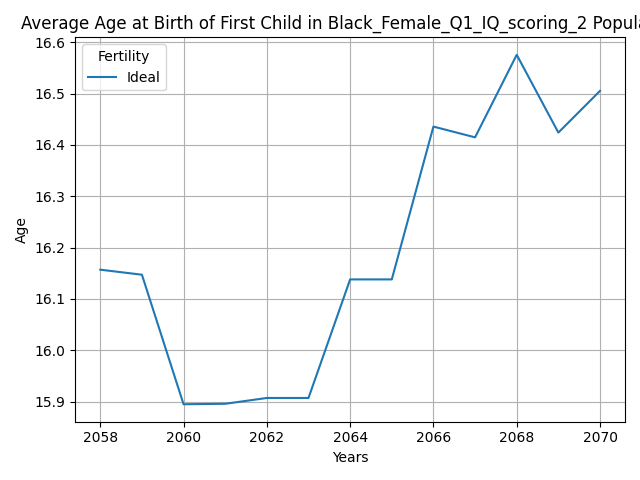 Average Age at Birth of First Child in Black_Female_Q1_IQ_scoring_2 Popula
Fertility
Ideal
Age
16.6
16.5
16.4
16.3
16.2
16.1
16.0
15.9
2058 2060 2062 2064 2066 2068 2070
Years